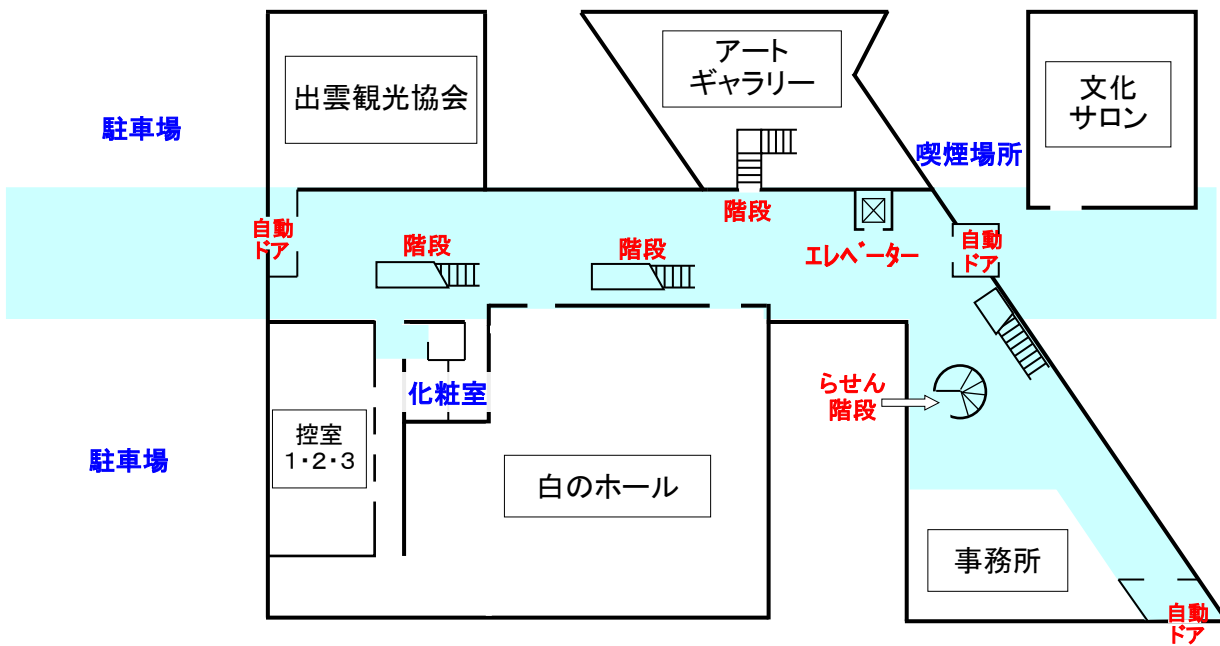 アート
ギャラリー
出雲観光協会
文化
サロン
駐車場
喫煙場所
階段
自動
ドア
階段
階段
エレベーター
自動
ドア
らせん
階段
化粧室
控室
1・2・3
駐車場
白のホール
事務所
自動
ドア